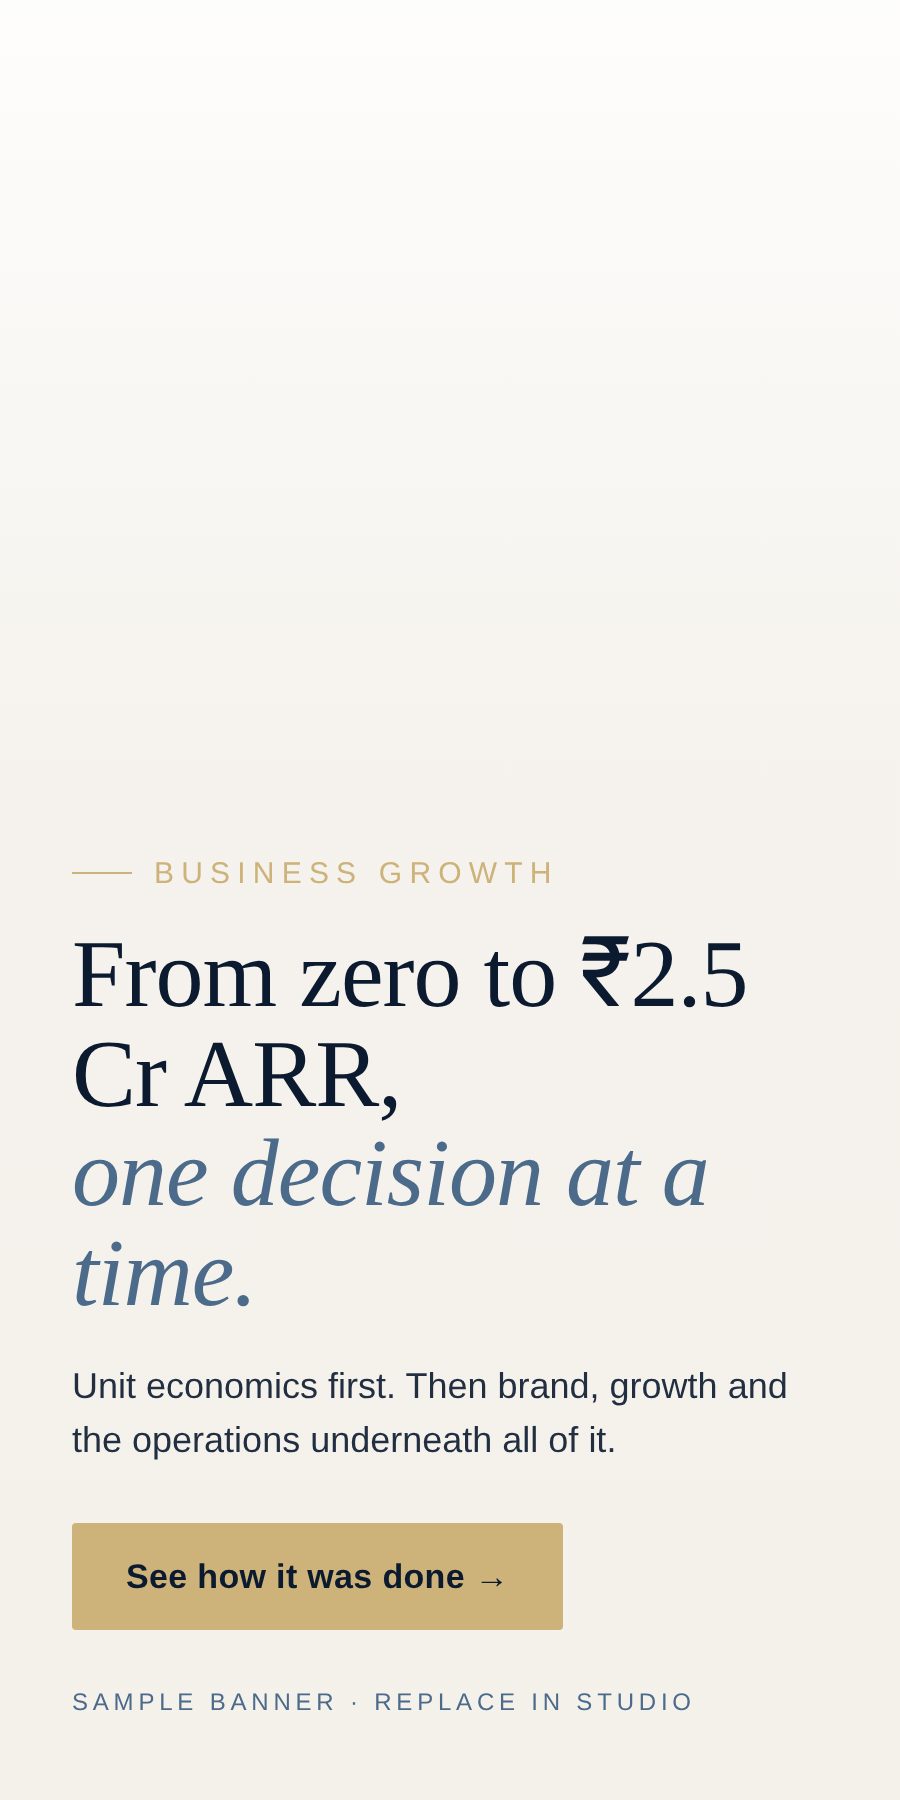 BUSINESS GROWTH
From zero to ₹2.5
Cr ARR,
one decision at a
time.
Unit economics first. Then brand, growth and
the operations underneath all of it.
See how it was done →
SAMPLE BANNER · REPLACE IN STUDIO